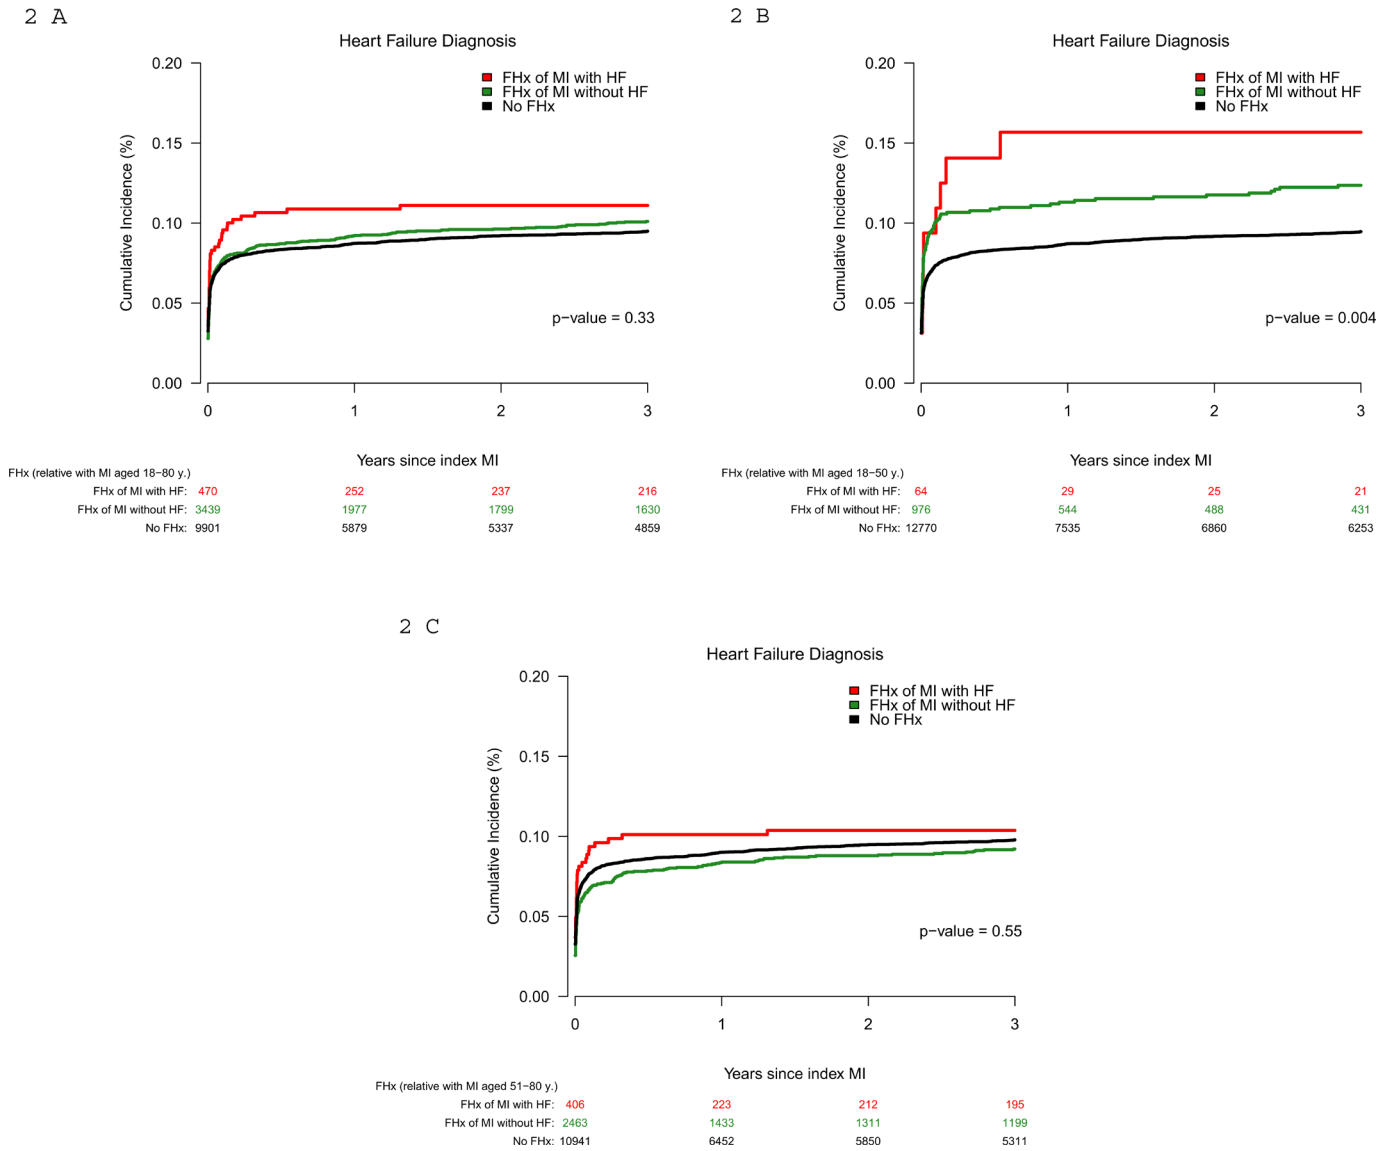 2 A
Heart Failure Diagnosis
FHx of MI with HF
FHx of MI without HF
No FHx
Cumulative Incidence (%)
0.20
0.15
0.10
0.05
0.00
p−value = 0.33
0 1 2 3
Years since index MI
FHx (relative with MI aged 18−80 y.)
FHx of MI with HF: 470 252 237 216
FHx of MI without HF: 3439 1977 1799 1630
No FHx: 9901 5879 5337 4859
2 B
Heart Failure Diagnosis
FHx of MI with HF
FHx of MI without HF
No FHx
Cumulative Incidence (%)
0.20
0.15
0.10
0.05
0.00
p−value = 0.004
0 1 2 3
Years since index MI
FHx (relative with MI aged 18−50 y.)
FHx of MI with HF: 64 29 25 21
FHx of MI without HF: 976 544 488 431
No FHx: 12770 7535 6860 6253
2 C
Heart Failure Diagnosis
FHx of MI with HF
FHx of MI without HF
No FHx
Cumulative Incidence (%)
0.20
0.15
0.10
0.05
0.00
p−value = 0.55
0 1 2 3
Years since index MI
FHx (relative with MI aged 51−80 y.)
FHx of MI with HF: 406 223 212 195
FHx of MI without HF: 2463 1433 1311 1199
No FHx: 10941 6452 5850 5311